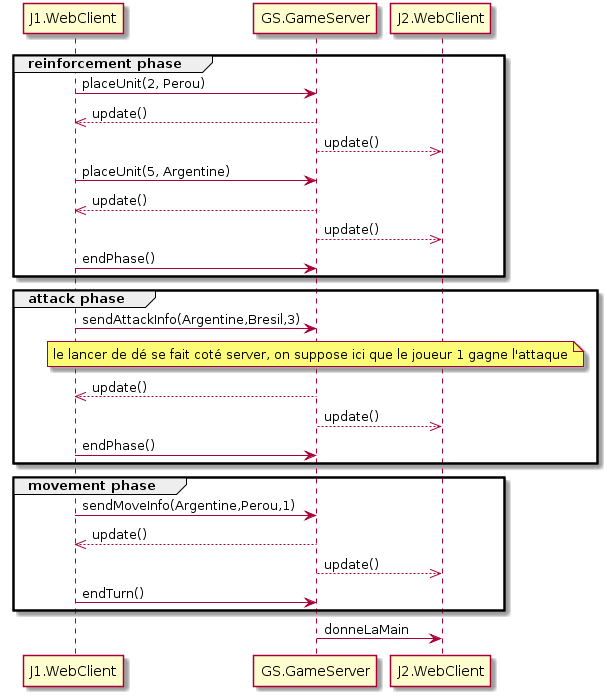 J1.WebClient GS.GameServer J2.WebClient
reinforcement phase
placeUnit(2, Perou)
update()
update()
placeUnit(5, Argentine)
update()
update()
endPhase()
attack phase
sendAttackInfo(Argentine,Bresil,3)
le lancer de dé se fait coté server, on suppose ici que le joueur 1 gagne l'attaque
update()
update()
endPhase()
movement phase
sendMoveInfo(Argentine,Perou,1)
update()
update()
endTurn()
donneLaMain
J1.WebClient GS.GameServer J2.WebClient